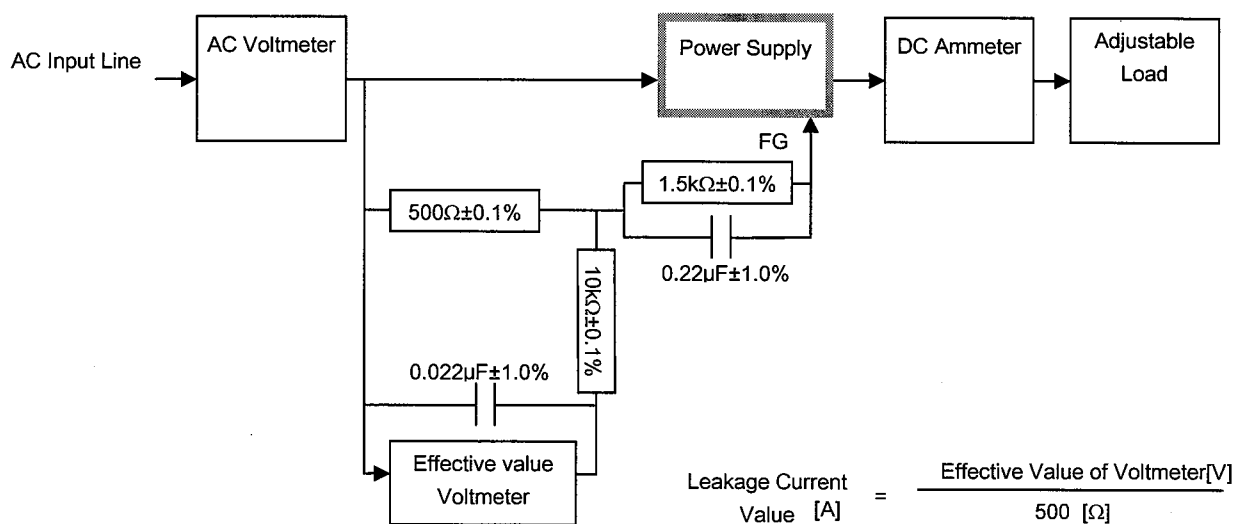 AC Input Line
AC Voltmeter
Power Supply
DC Ammeter
Adjustable
Load
FG
500Ω±0.1%
1.5kΩ±0.1%
0.22µF±1.0%
10kΩ±0.1%
0.022µF±1.0%
Effective value
Voltmeter
Leakage Current
Value [A]
=
Effective Value of Voltmeter[V]
500 [Ω]